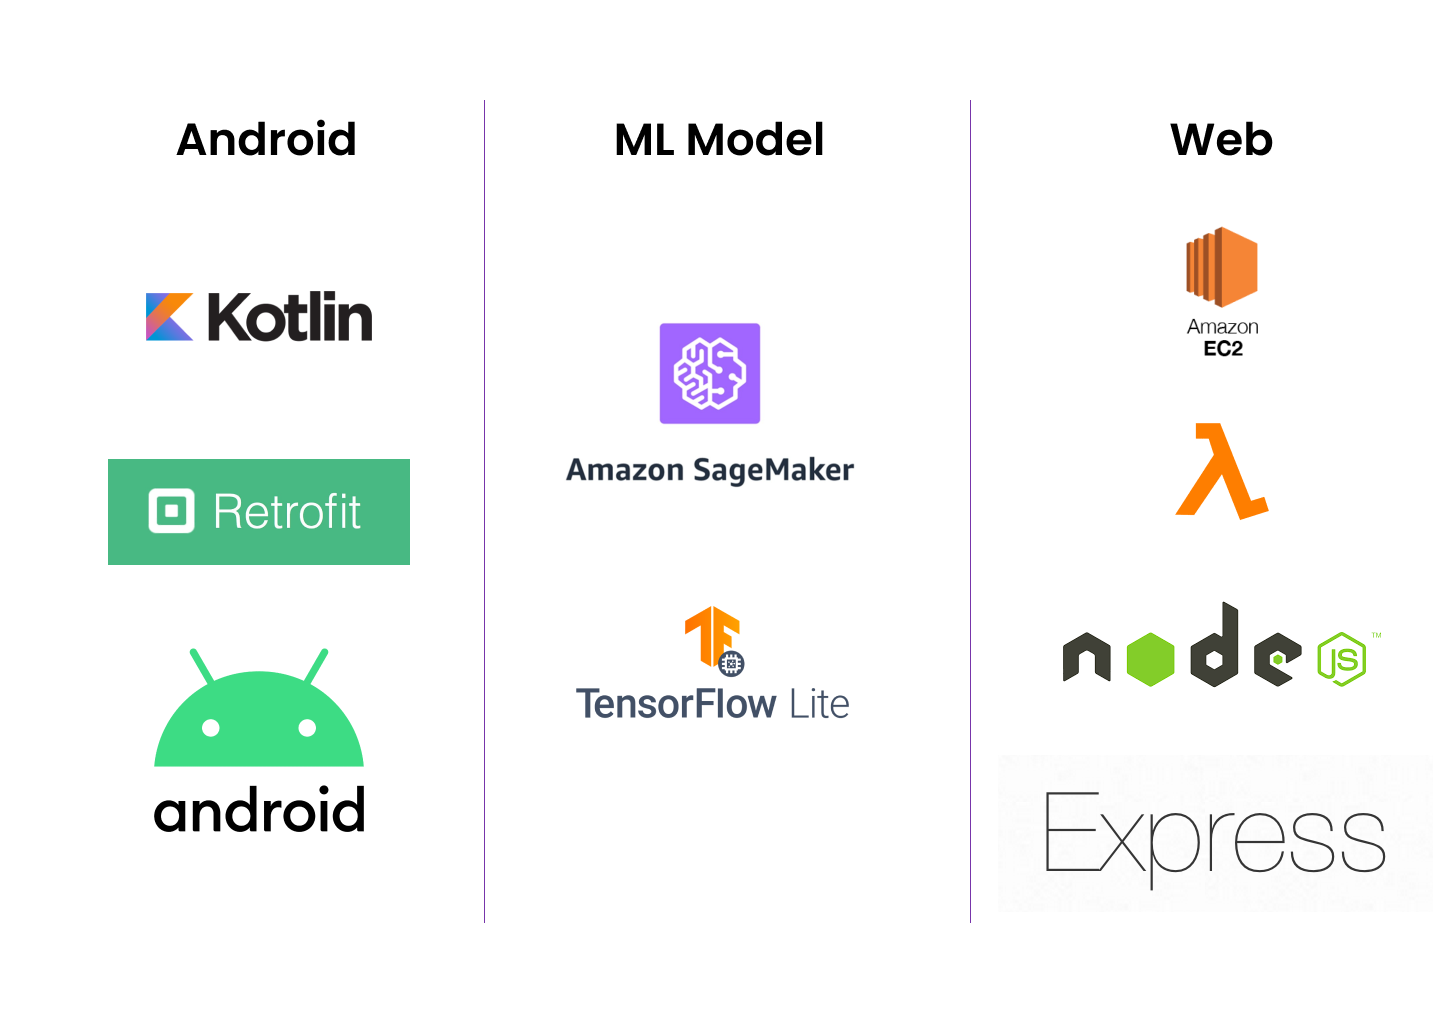 Android
Kotlin
Retrofit
android
ML Model
Amazon SageMaker
TensorFlow Lite
Web
Amazon
EC2
node JS ™
Express